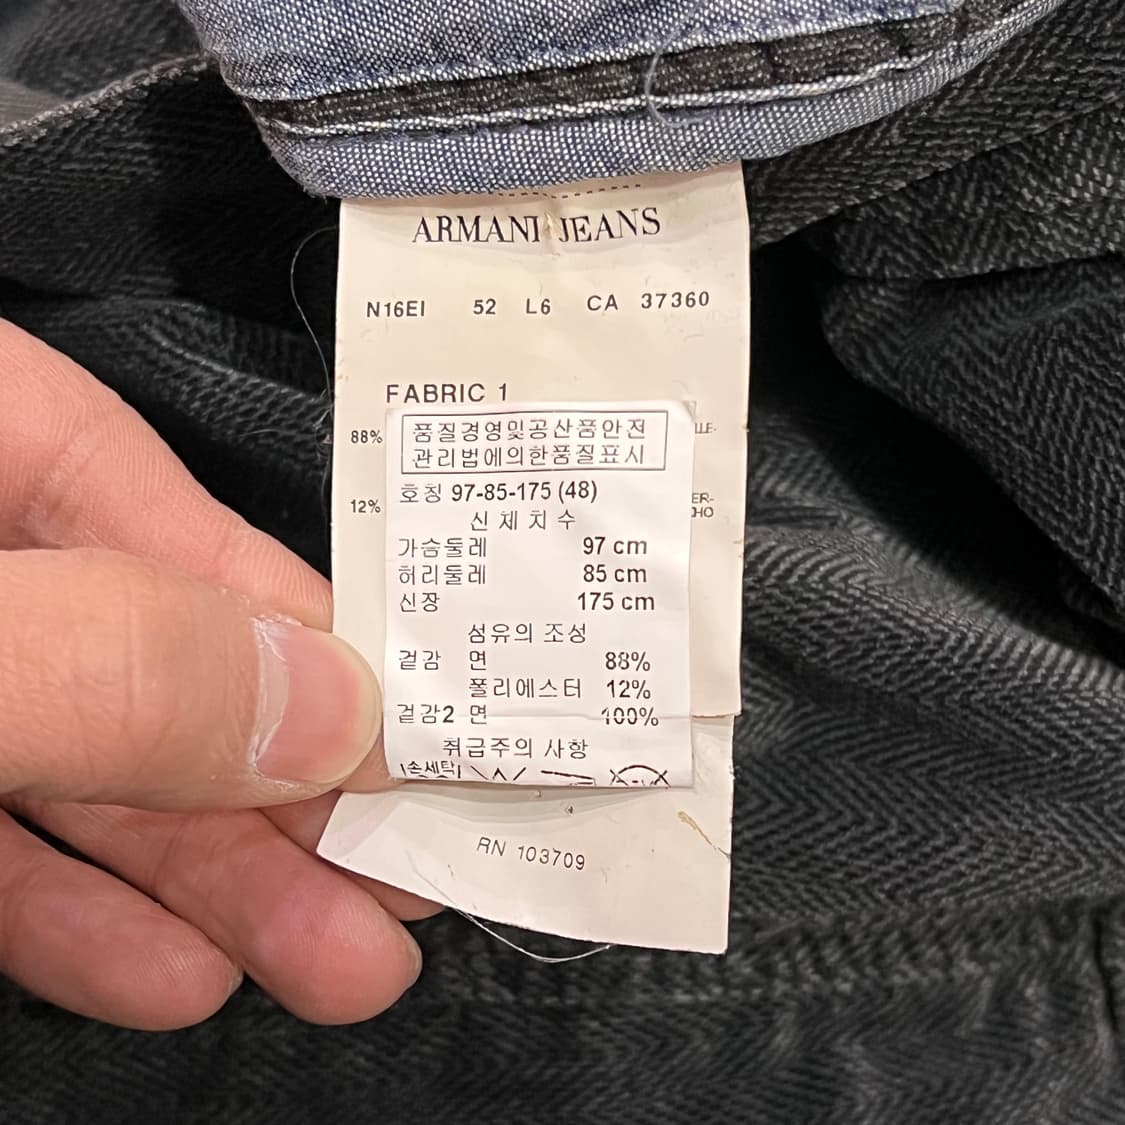 ARMANI JEANS
N16EI 52 L6 CA 37360
FABRIC 1
88%
12%
품질경영및공산품안전
관리법에의한품질표시
호칭 97-85-175 (48)
신체치수
가슴둘레 97 cm
허리둘레 85 cm
신장 175 cm
섬유의 조성
겉감 면 88%
폴리에스터 12%
겉감2 면 100%
취급주의 사항
손세탁
RN 103709